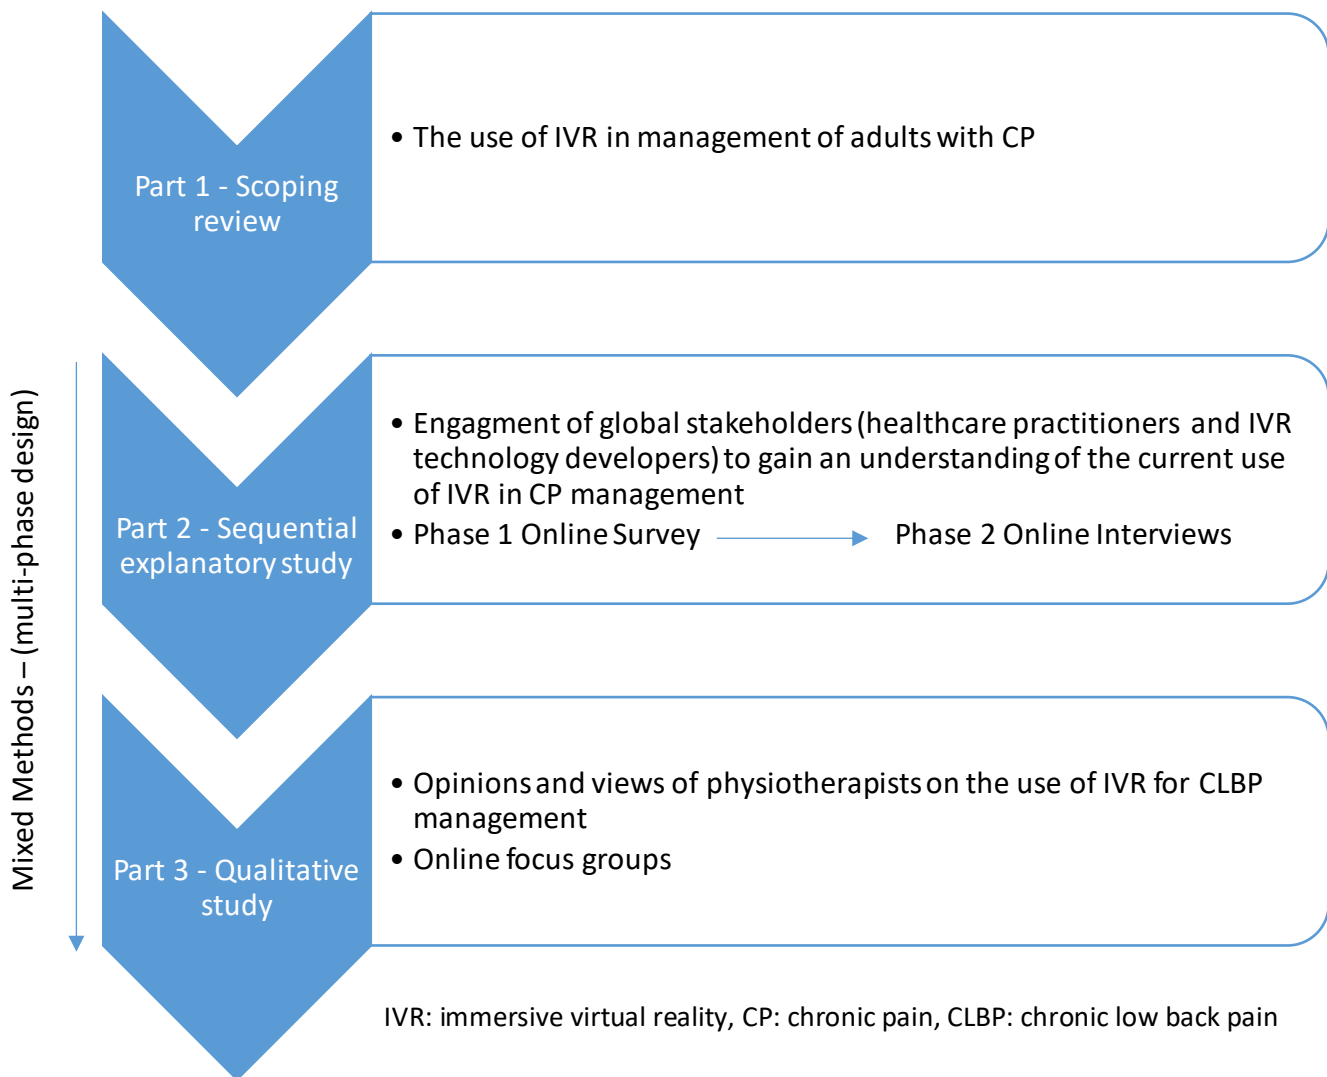 • The use of IVR in management of adults with CP
Part 1 - Scoping
review
Mixed Methods – (multi-phase design)
• Engagment of global stakeholders (healthcare practitioners and IVR
technology developers) to gain an understanding of the current use
of IVR in CP management
• Phase 1 Online Survey Phase 2 Online Interviews
Part 2 - Sequential
explanatory study
• Opinions and views of physiotherapists on the use of IVR for CLBP
management
• Online focus groups
Part 3 - Qualitative
study
IVR: immersive virtual reality, CP: chronic pain, CLBP: chronic low back pain